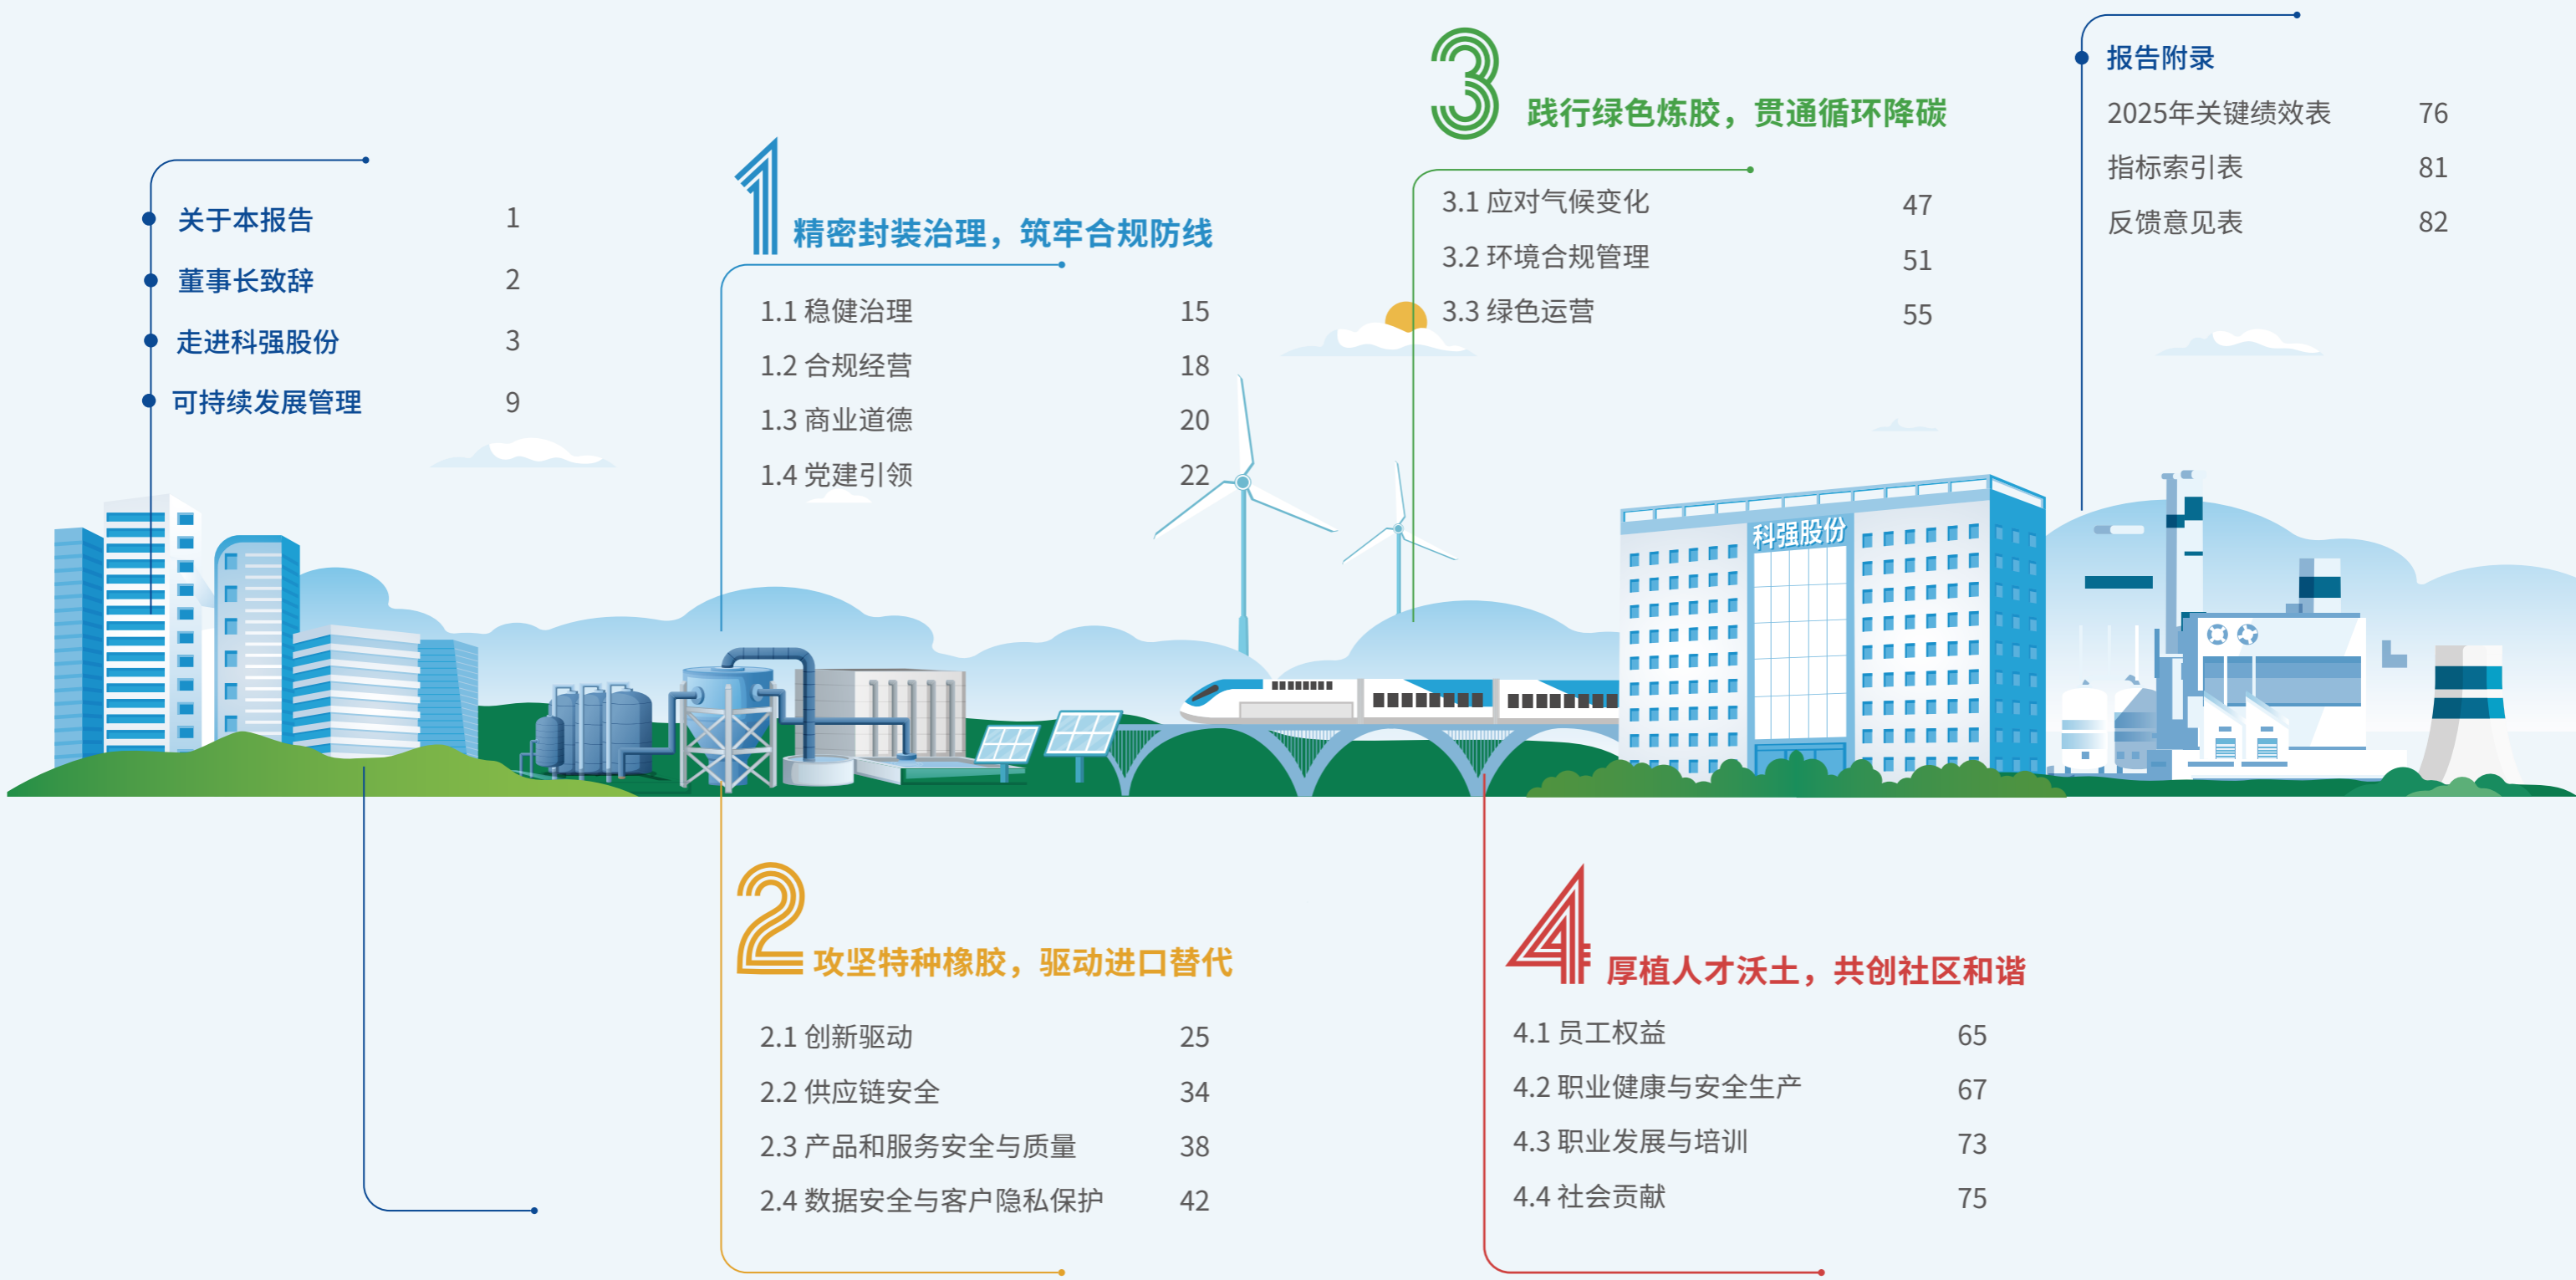 关于本报告 1
董事长致辞 2
走进科强股份 3
可持续发展管理 9
1 精密封装治理，筑牢合规防线
1.1 稳健治理 15
1.2 合规经营 18
1.3 商业道德 20
1.4 党建引领 22
2 攻坚特种橡胶，驱动进口替代
2.1 创新驱动 25
2.2 供应链安全 34
2.3 产品和服务安全与质量 38
2.4 数据安全与客户隐私保护 42
3 践行绿色炼胶，贯通循环降碳
3.1 应对气候变化 47
3.2 环境合规管理 51
3.3 绿色运营 55
4 厚植人才沃土，共创社区和谐
4.1 员工权益 65
4.2 职业健康与安全生产 67
4.3 职业发展与培训 73
4.4 社会贡献 75
报告附录
2025年关键绩效表 76
指标索引表 81
反馈意见表 82
科强股份